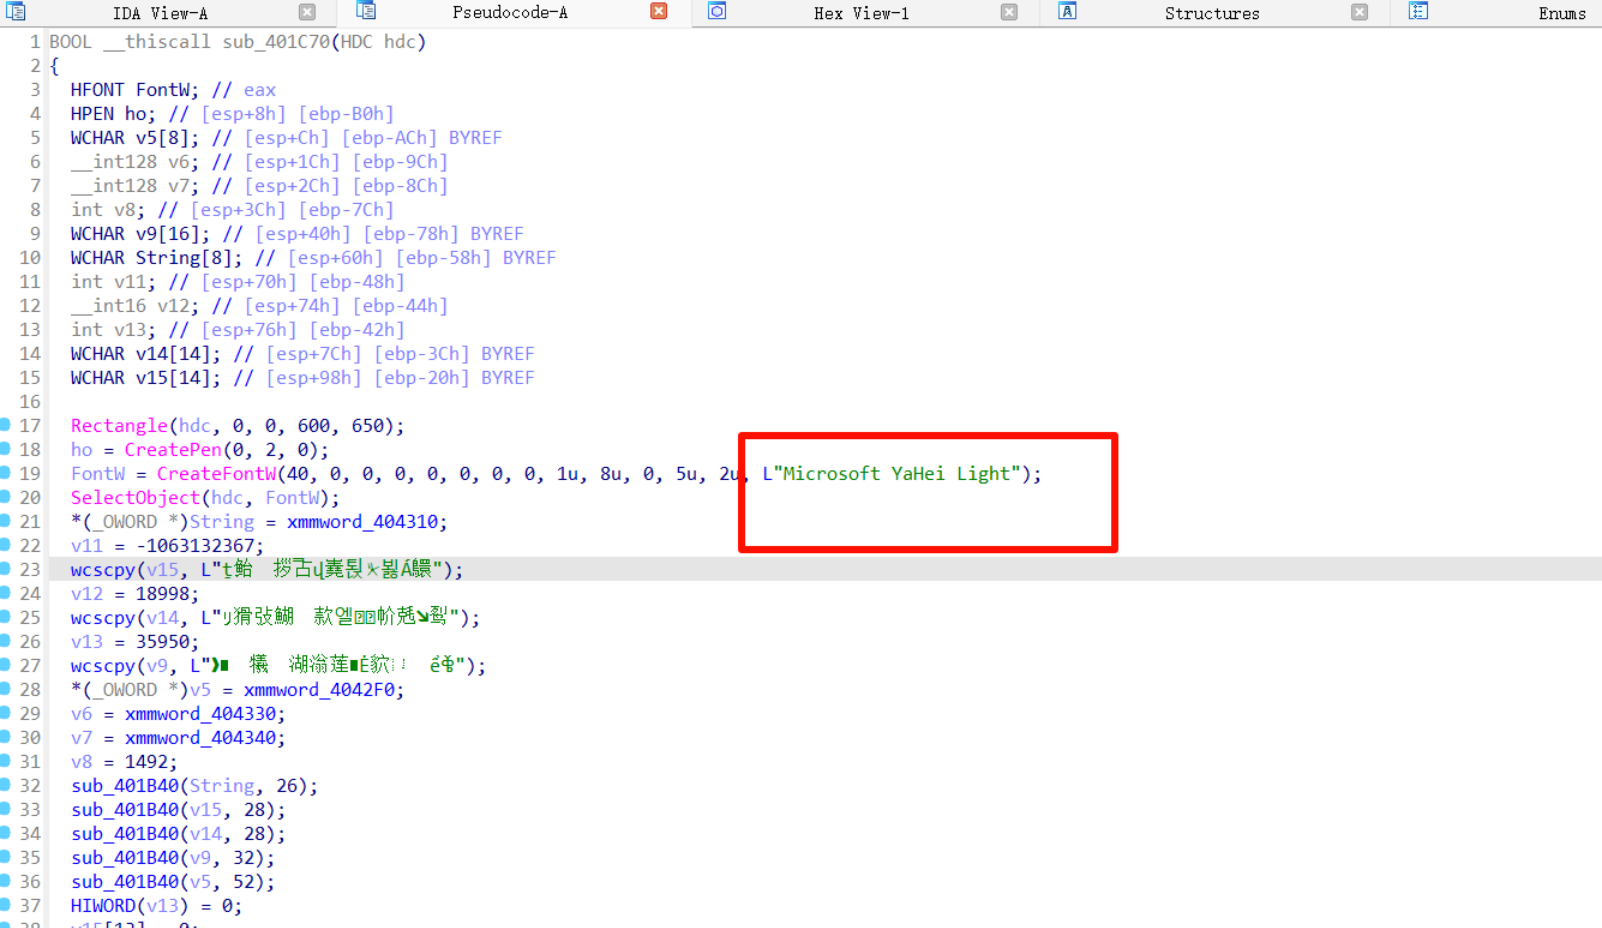 IDA View-A Pseudocode-A Hex View-1 Structures Enums
1 BOOL __thiscall sub_401C70(HDC hdc)
2 {
3 HFONT FontW; // eax
4 HPEN ho; // [esp+8h] [ebp-B0h]
5 WCHAR v5[8]; // [esp+Ch] [ebp-ACh] BYREF
6 __int128 v6; // [esp+1Ch] [ebp-9Ch]
7 __int128 v7; // [esp+2Ch] [ebp-8Ch]
8 int v8; // [esp+3Ch] [ebp-7Ch]
9 WCHAR v9[16]; // [esp+40h] [ebp-78h] BYREF
10 WCHAR String[8]; // [esp+60h] [ebp-58h] BYREF
11 int v11; // [esp+70h] [ebp-48h]
12 __int16 v12; // [esp+74h] [ebp-44h]
13 int v13; // [esp+76h] [ebp-42h]
14 WCHAR v14[14]; // [esp+7Ch] [ebp-3Ch] BYREF
15 WCHAR v15[14]; // [esp+98h] [ebp-20h] BYREF
16
17 Rectangle(hdc, 0, 0, 600, 650);
18 ho = CreatePen(0, 2, 0);
19 FontW = CreateFontW(40, 0, 0, 0, 0, 0, 0, 0, 1u, 8u, 0, 5u, 2u, L"Microsoft YaHei Light");
20 SelectObject(hdc, FontW);
21 *(_OWORD *)String = xmmword_404310;
22 v11 = -1063132367;
23 wcscpy(v15, L"");
24 v12 = 18998;
25 wcscpy(v14, L"");
26 v13 = 35950;
27 wcscpy(v9, L"");
28 *(_OWORD *)v5 = xmmword_4042F0;
29 v6 = xmmword_404330;
30 v7 = xmmword_404340;
31 v8 = 1492;
32 sub_401B40(String, 26);
33 sub_401B40(v15, 28);
34 sub_401B40(v14, 28);
35 sub_401B40(v9, 32);
36 sub_401B40(v5, 52);
37 HIWORD(v13) = 0;